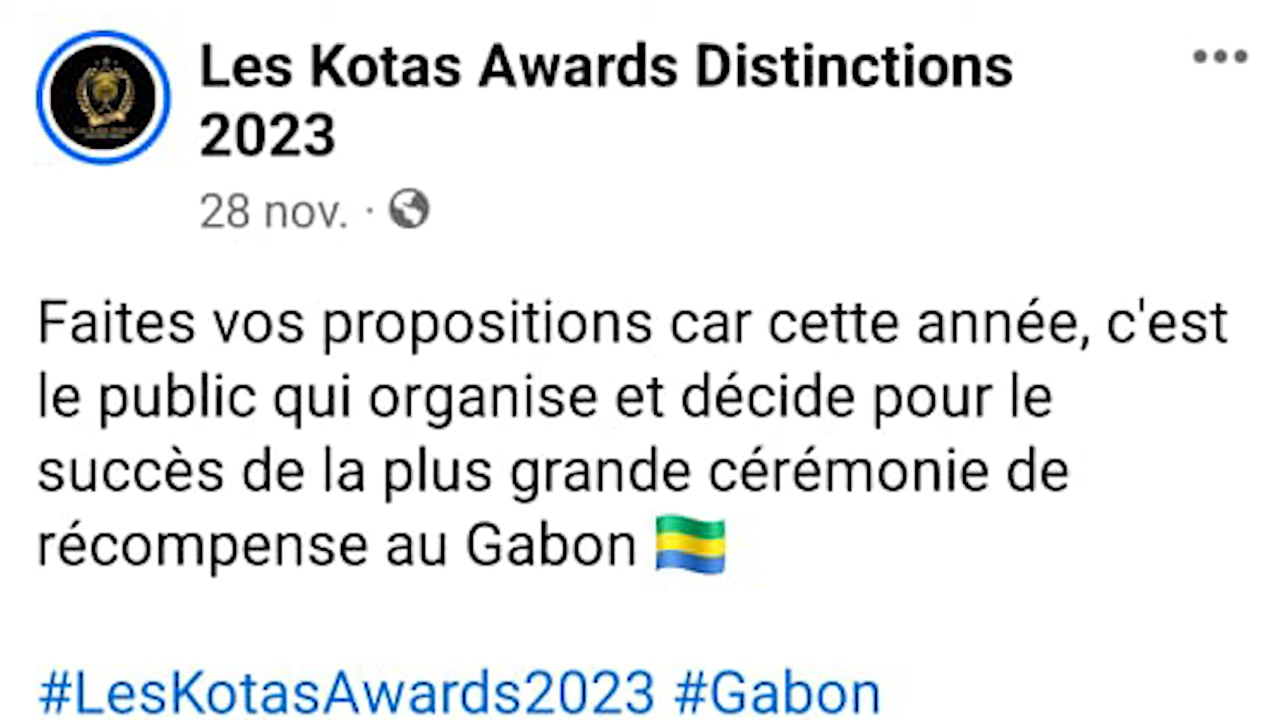 Les Kotas Awards Distinctions
2023
28 nov. ·
Faites vos propositions car cette année, c'est
le public qui organise et décide pour le
succès de la plus grande cérémonie de
récompense au Gabon 🇬🇦
#LesKotasAwards2023 #Gabon